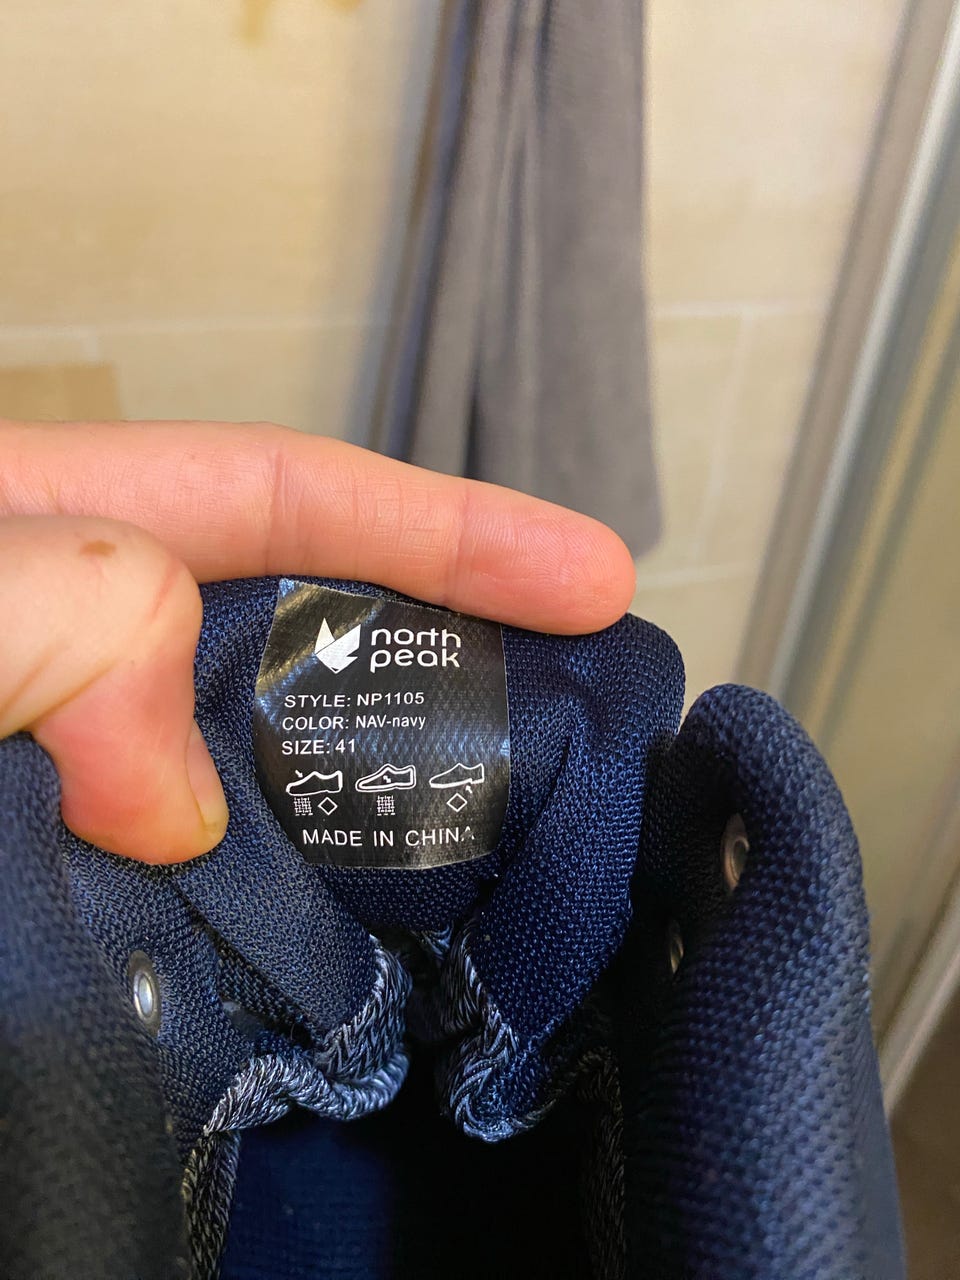 north
peak
STYLE: NP1105
COLOR: NAV-navy
SIZE: 41
MADE IN CHINA